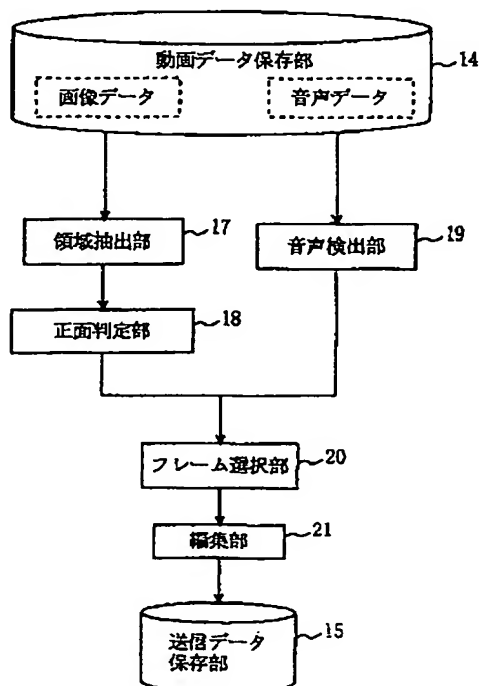 動画データ保存部
14
画像データ
音声データ
領域抽出部
17
音声検出部
19
正面判定部
18
フレーム選択部
20
編集部
21
送信データ
保存部
15